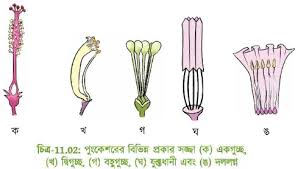 ক খ গ ঘ ঙ
চিত্র-11.02: পুংকেশরের বিভিন্ন প্রকার সজ্জা (ক) একগুচ্ছ,
(খ) দ্বিগুচ্ছ, (গ) বহুগুচ্ছ, (ঘ) যুক্তধানী এবং (ঙ) দললগ্ন